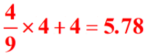 4/9 × 4 + 4 = 5.78